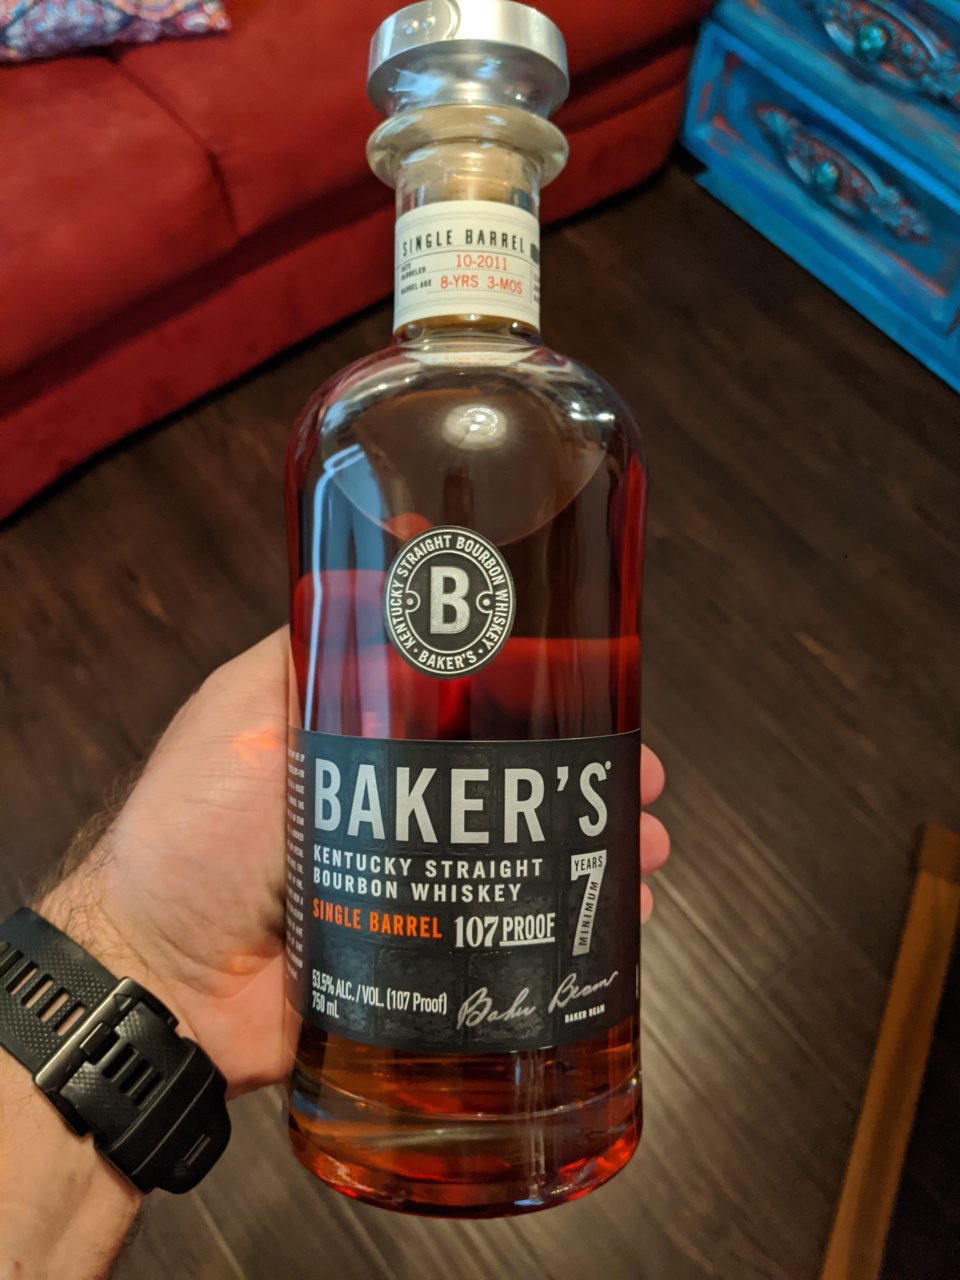 SINGLE BARREL
DATE BARRELED 10-2011
BARREL AGE 8-YRS 3-MOS
KENTUCKY STRAIGHT BOURBON WHISKEY
B
BAKER'S
BAKER'S®
KENTUCKY STRAIGHT
BOURBON WHISKEY
7 YEARS MINIMUM
SINGLE BARREL 107 PROOF
53.5% ALC. / VOL. (107 Proof)
750 mL
Baker Beam
BAKER BEAM